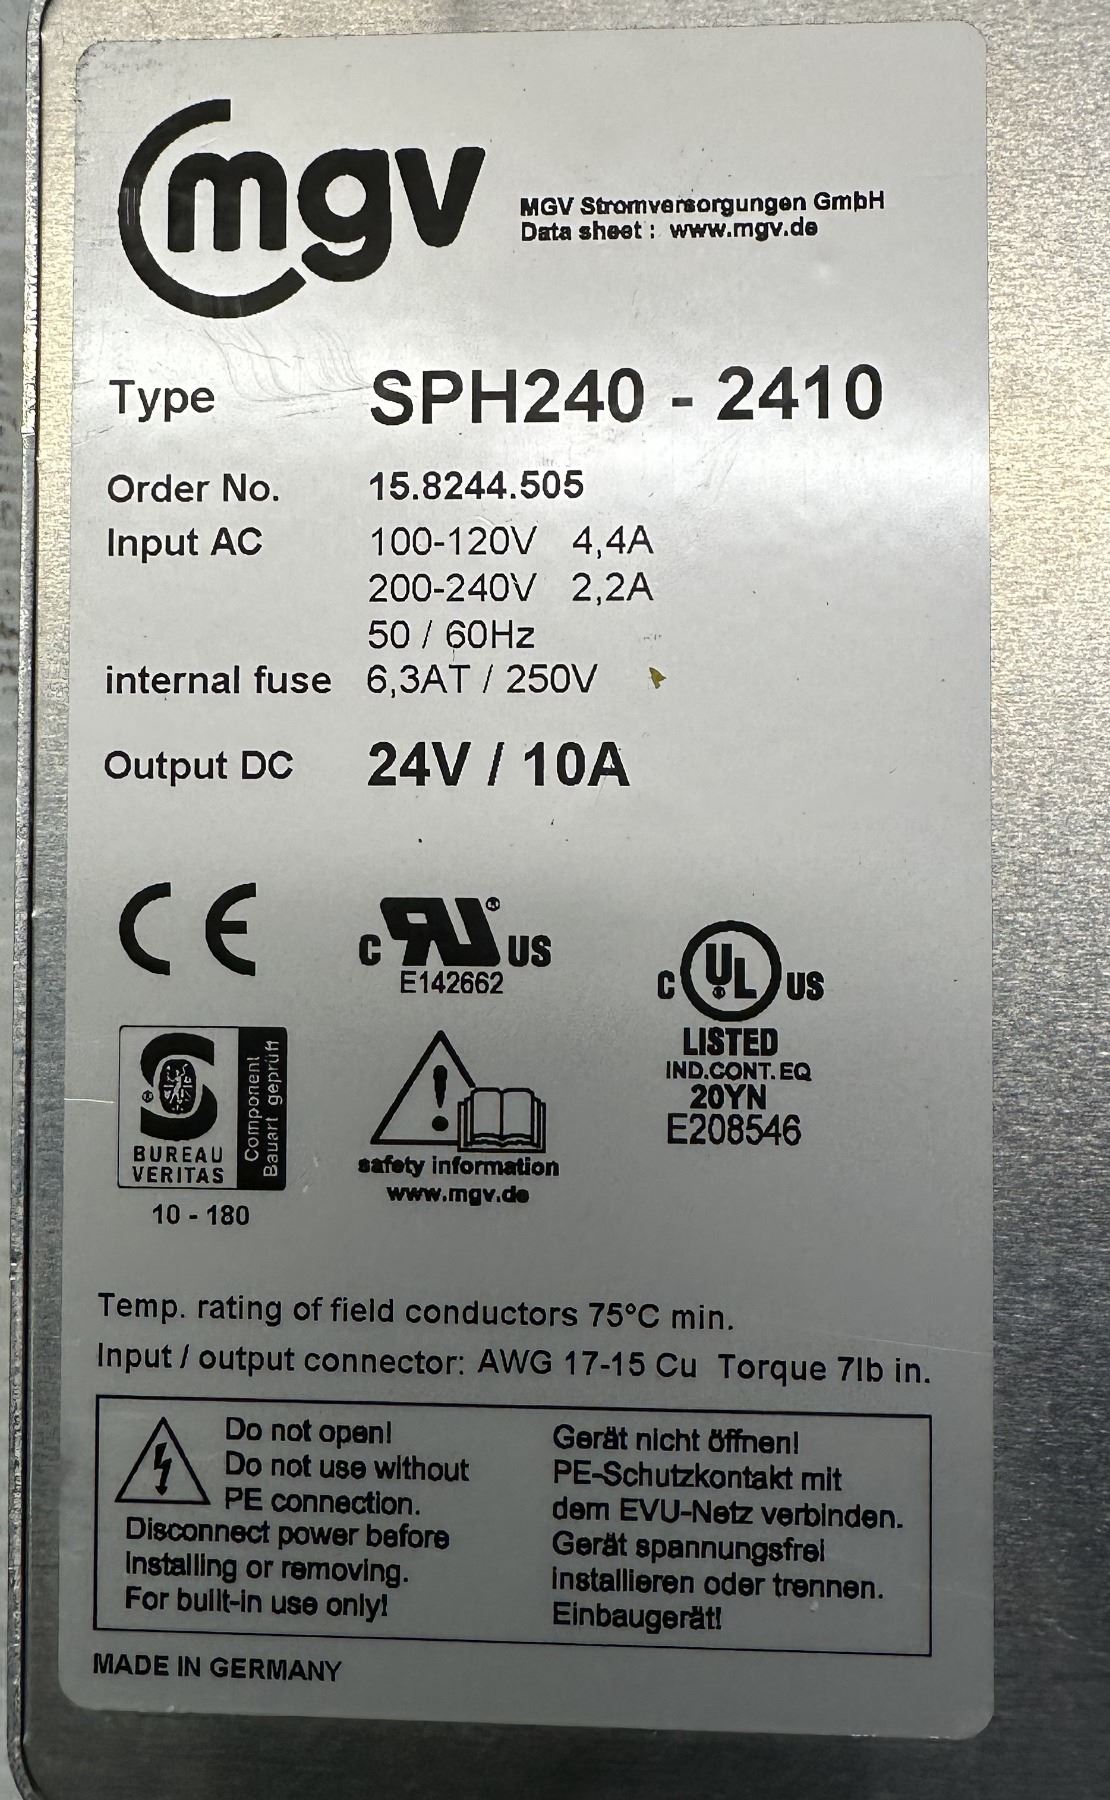 mgv
MGV Stromversorgungen GmbH
Data sheet : www.mgv.de
Type SPH240 - 2410
Order No. 15.8244.505
Input AC 100-120V 4,4A
200-240V 2,2A
50 / 60Hz
internal fuse 6,3AT / 250V
Output DC 24V / 10A
CE
c RU ® US
E142662
c UL ® US
LISTED
IND.CONT.EQ
20YN
E208546
S ®
BUREAU
VERITAS
Component
Bauart geprüft
10 - 180
safety information
www.mgv.de
Temp. rating of field conductors 75°C min.
Input / output connector: AWG 17-15 Cu Torque 7lb in.
Do not open!
Do not use without
PE connection.
Disconnect power before
Installing or removing.
For built-in use only!
Gerät nicht öffnen!
PE-Schutzkontakt mit
dem EVU-Netz verbinden.
Gerät spannungsfrei
installieren oder trennen.
Einbaugerät!
MADE IN GERMANY